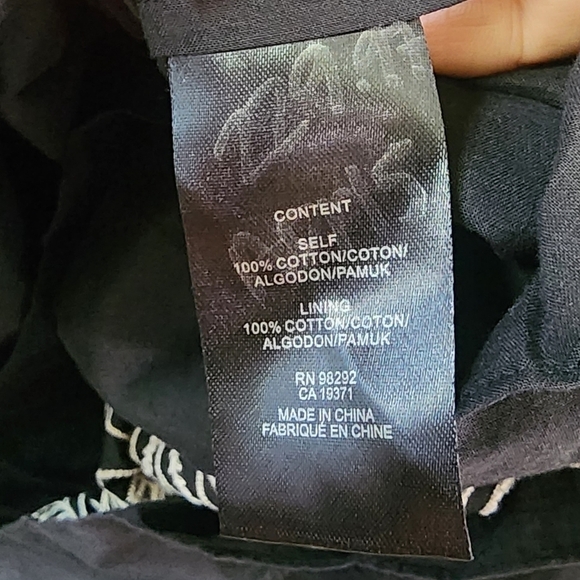 CONTENT
SELF
100% COTTON/COTON/
ALGODON/PAMUK
LINING
100% COTTON/COTON/
ALGODON/PAMUK
RN 98292
CA 19371
MADE IN CHINA
FABRIQUÉ EN CHINE